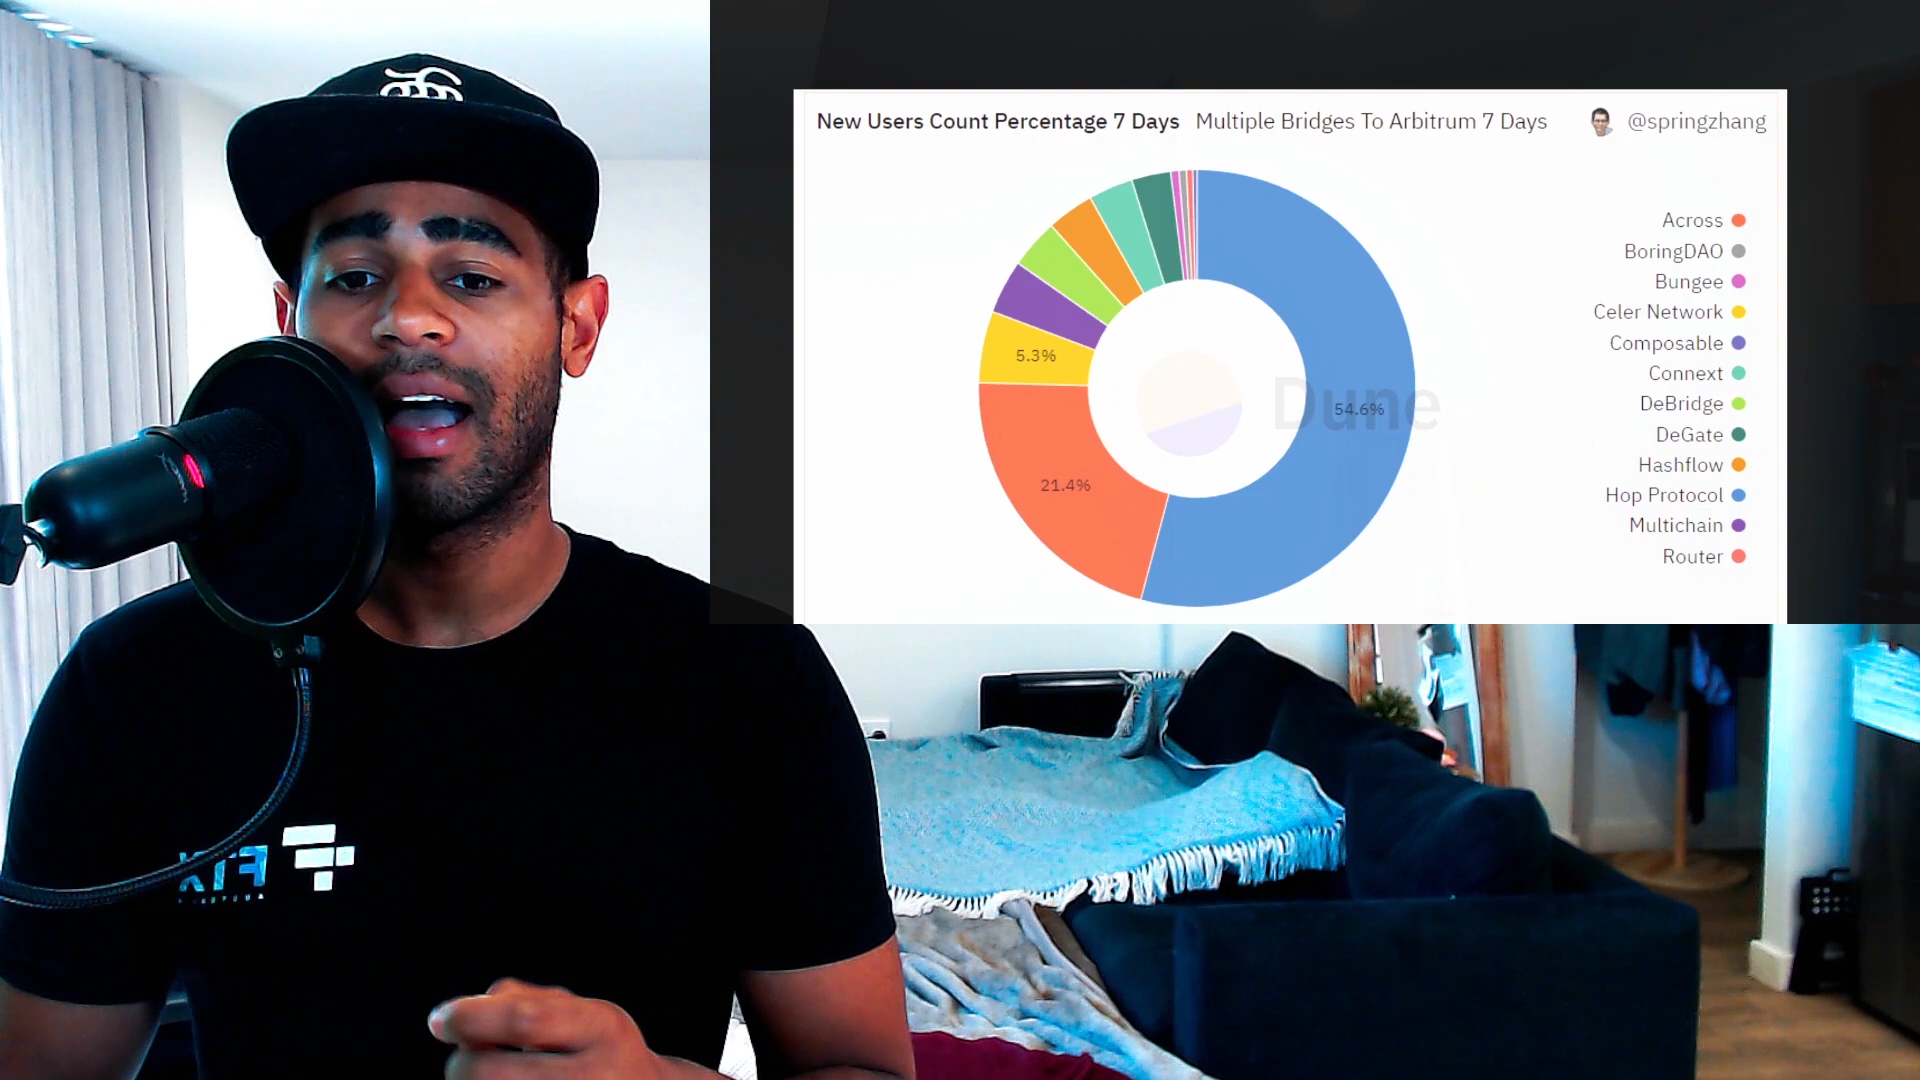 New Users Count Percentage 7 Days Multiple Bridges To Arbitrum 7 Days @springzhang
Across
BoringDAO
Bungee
Celer Network
Composable
Connext
DeBridge
DeGate
Hashflow
Hop Protocol
Multichain
Router
5.3%
Dune
54.6%
21.4%
FTX